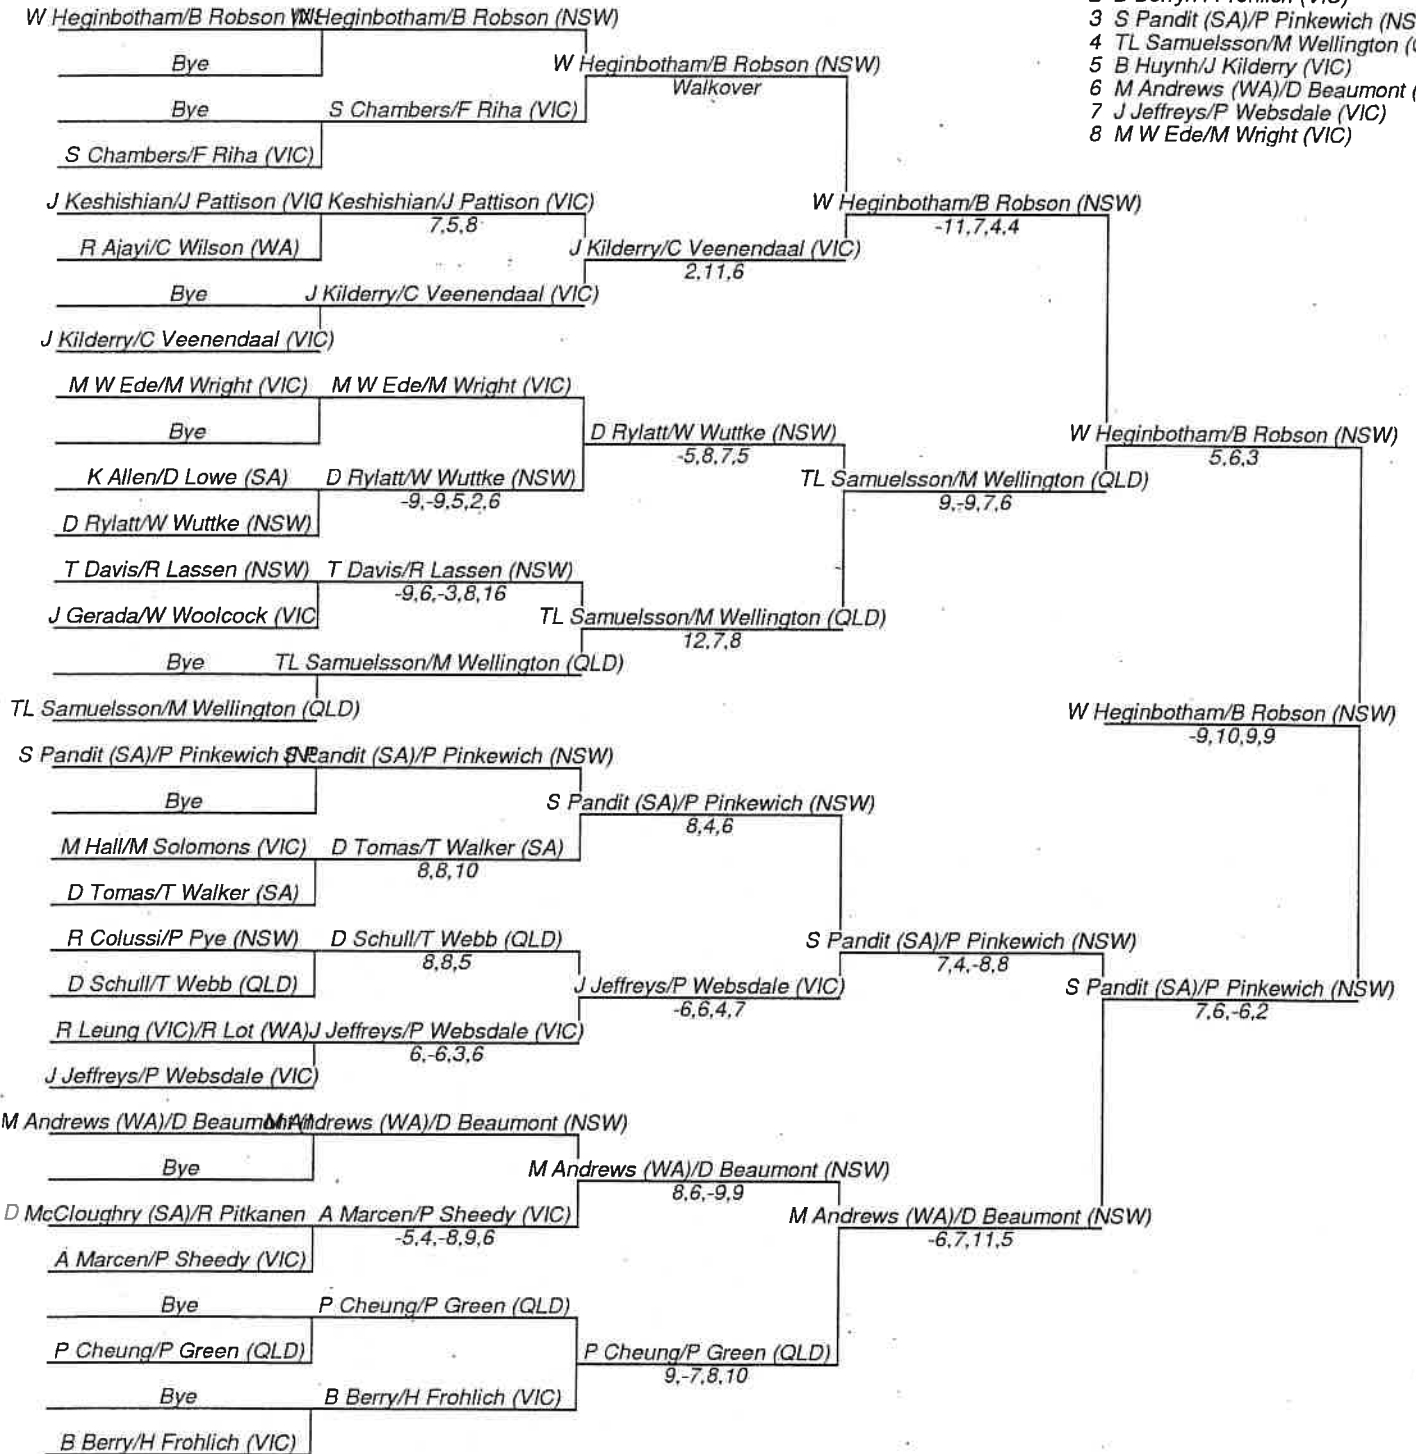 3 S Pandit (SA)/P Pinkewich (NS
4 TL Samuelsson/M Wellington (
5 B Huynh/J Kilderry (VIC)
6 M Andrews (WA)/D Beaumont (
7 J Jeffreys/P Websdale (VIC)
8 M W Ede/M Wright (VIC)
W Heginbotham/B Robson
W Heginbotham/B Robson (NSW)
Bye
W Heginbotham/B Robson (NSW)
Walkover
Bye
S Chambers/F Riha (VIC)
S Chambers/F Riha (VIC)
J Keshishian/J Pattison (VIC
Keshishian/J Pattison (VIC)
7,5,8
W Heginbotham/B Robson (NSW)
-11,7,4,4
R Ajayi/C Wilson (WA)
J Kilderry/C Veenendaal (VIC)
2,11,6
Bye
J Kilderry/C Veenendaal (VIC)
J Kilderry/C Veenendaal (VIC)
M W Ede/M Wright (VIC)
M W Ede/M Wright (VIC)
Bye
D Rylatt/W Wuttke (NSW)
-5,8,7,5
W Heginbotham/B Robson (NSW)
5,6,3
K Allen/D Lowe (SA)
D Rylatt/W Wuttke (NSW)
-9,-9,5,2,6
TL Samuelsson/M Wellington (QLD)
9,-9,7,6
D Rylatt/W Wuttke (NSW)
T Davis/R Lassen (NSW)
T Davis/R Lassen (NSW)
-9,6,-3,8,16
J Gerada/W Woolcock (VIC
TL Samuelsson/M Wellington (QLD)
12,7,8
Bye
TL Samuelsson/M Wellington (QLD)
TL Samuelsson/M Wellington (QLD)
W Heginbotham/B Robson (NSW)
-9,10,9,9
S Pandit (SA)/P Pinkewich
S Pandit (SA)/P Pinkewich (NSW)
Bye
S Pandit (SA)/P Pinkewich (NSW)
8,4,6
M Hall/M Solomons (VIC)
D Tomas/T Walker (SA)
8,8,10
D Tomas/T Walker (SA)
R Colussi/P Pye (NSW)
D Schull/T Webb (QLD)
8,8,5
S Pandit (SA)/P Pinkewich (NSW)
7,4,-8,8
D Schull/T Webb (QLD)
J Jeffreys/P Websdale (VIC)
-6,6,4,7
S Pandit (SA)/P Pinkewich (NSW)
7,6,-6,2
R Leung (VIC)/R Lot (WA)
J Jeffreys/P Websdale (VIC)
6,-6,3,6
J Jeffreys/P Websdale (VIC)
M Andrews (WA)/D Beaumont
M Andrews (WA)/D Beaumont (NSW)
Bye
M Andrews (WA)/D Beaumont (NSW)
8,6,-9,9
D McCloughry (SA)/R Pitkanen
A Marcen/P Sheedy (VIC)
-5,4,-8,9,6
M Andrews (WA)/D Beaumont (NSW)
-6,7,11,5
A Marcen/P Sheedy (VIC)
Bye
P Cheung/P Green (QLD)
P Cheung/P Green (QLD)
P Cheung/P Green (QLD)
9,-7,8,10
Bye
B Berry/H Frohlich (VIC)
B Berry/H Frohlich (VIC)